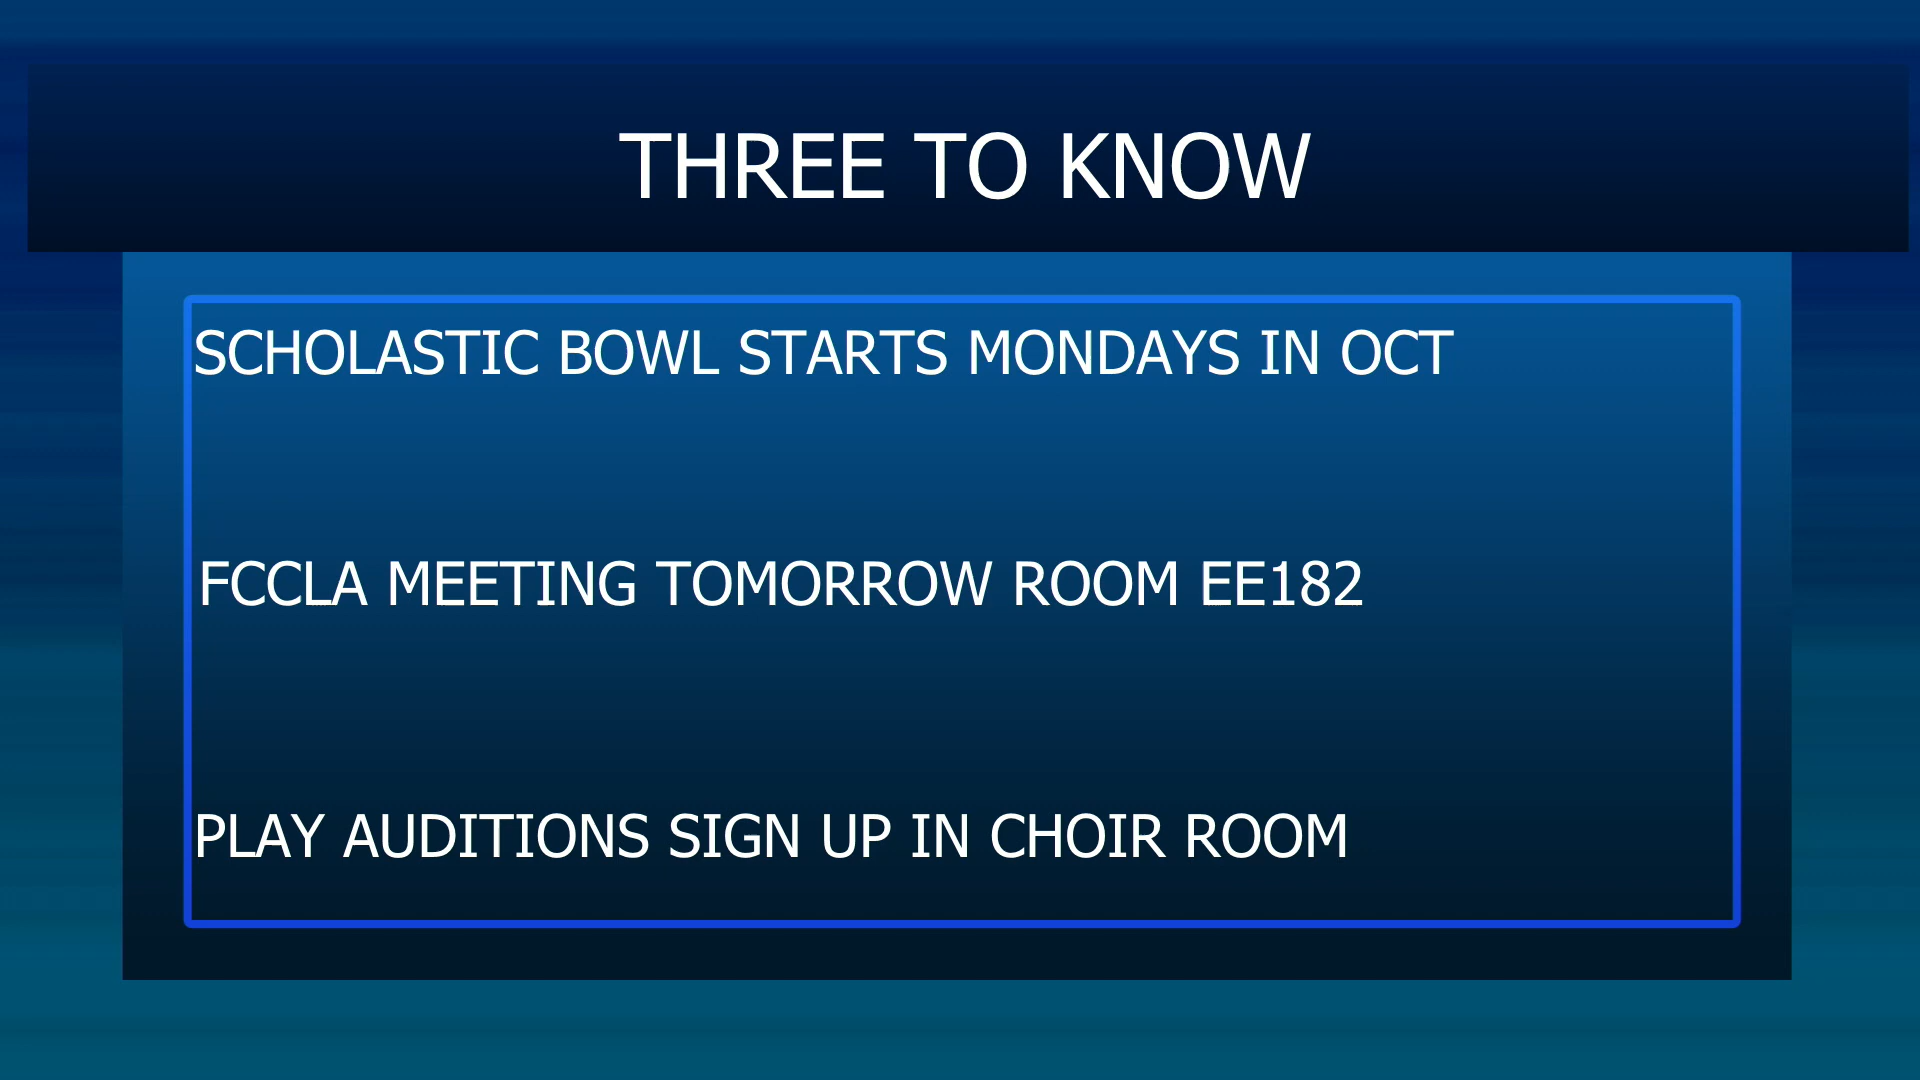 THREE TO KNOW
SCHOLASTIC BOWL STARTS MONDAYS IN OCT
FCCLA MEETING TOMORROW ROOM EE182
PLAY AUDITIONS SIGN UP IN CHOIR ROOM